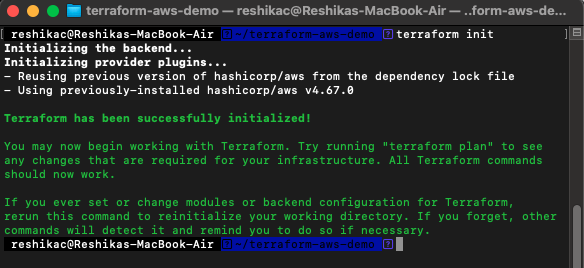 terraform-aws-demo — reshikac@Reshikas-MacBook-Air — ..form-aws-de...
[ reshikac@Reshikas-MacBook-Air ? ~/terraform-aws-demo ? terraform init ]
Initializing the backend...
Initializing provider plugins...
- Reusing previous version of hashicorp/aws from the dependency lock file
- Using previously-installed hashicorp/aws v4.67.0
Terraform has been successfully initialized!
You may now begin working with Terraform. Try running "terraform plan" to see
any changes that are required for your infrastructure. All Terraform commands
should now work.
If you ever set or change modules or backend configuration for Terraform,
rerun this command to reinitialize your working directory. If you forget, other
commands will detect it and remind you to do so if necessary.
reshikac@Reshikas-MacBook-Air ? ~/terraform-aws-demo ?